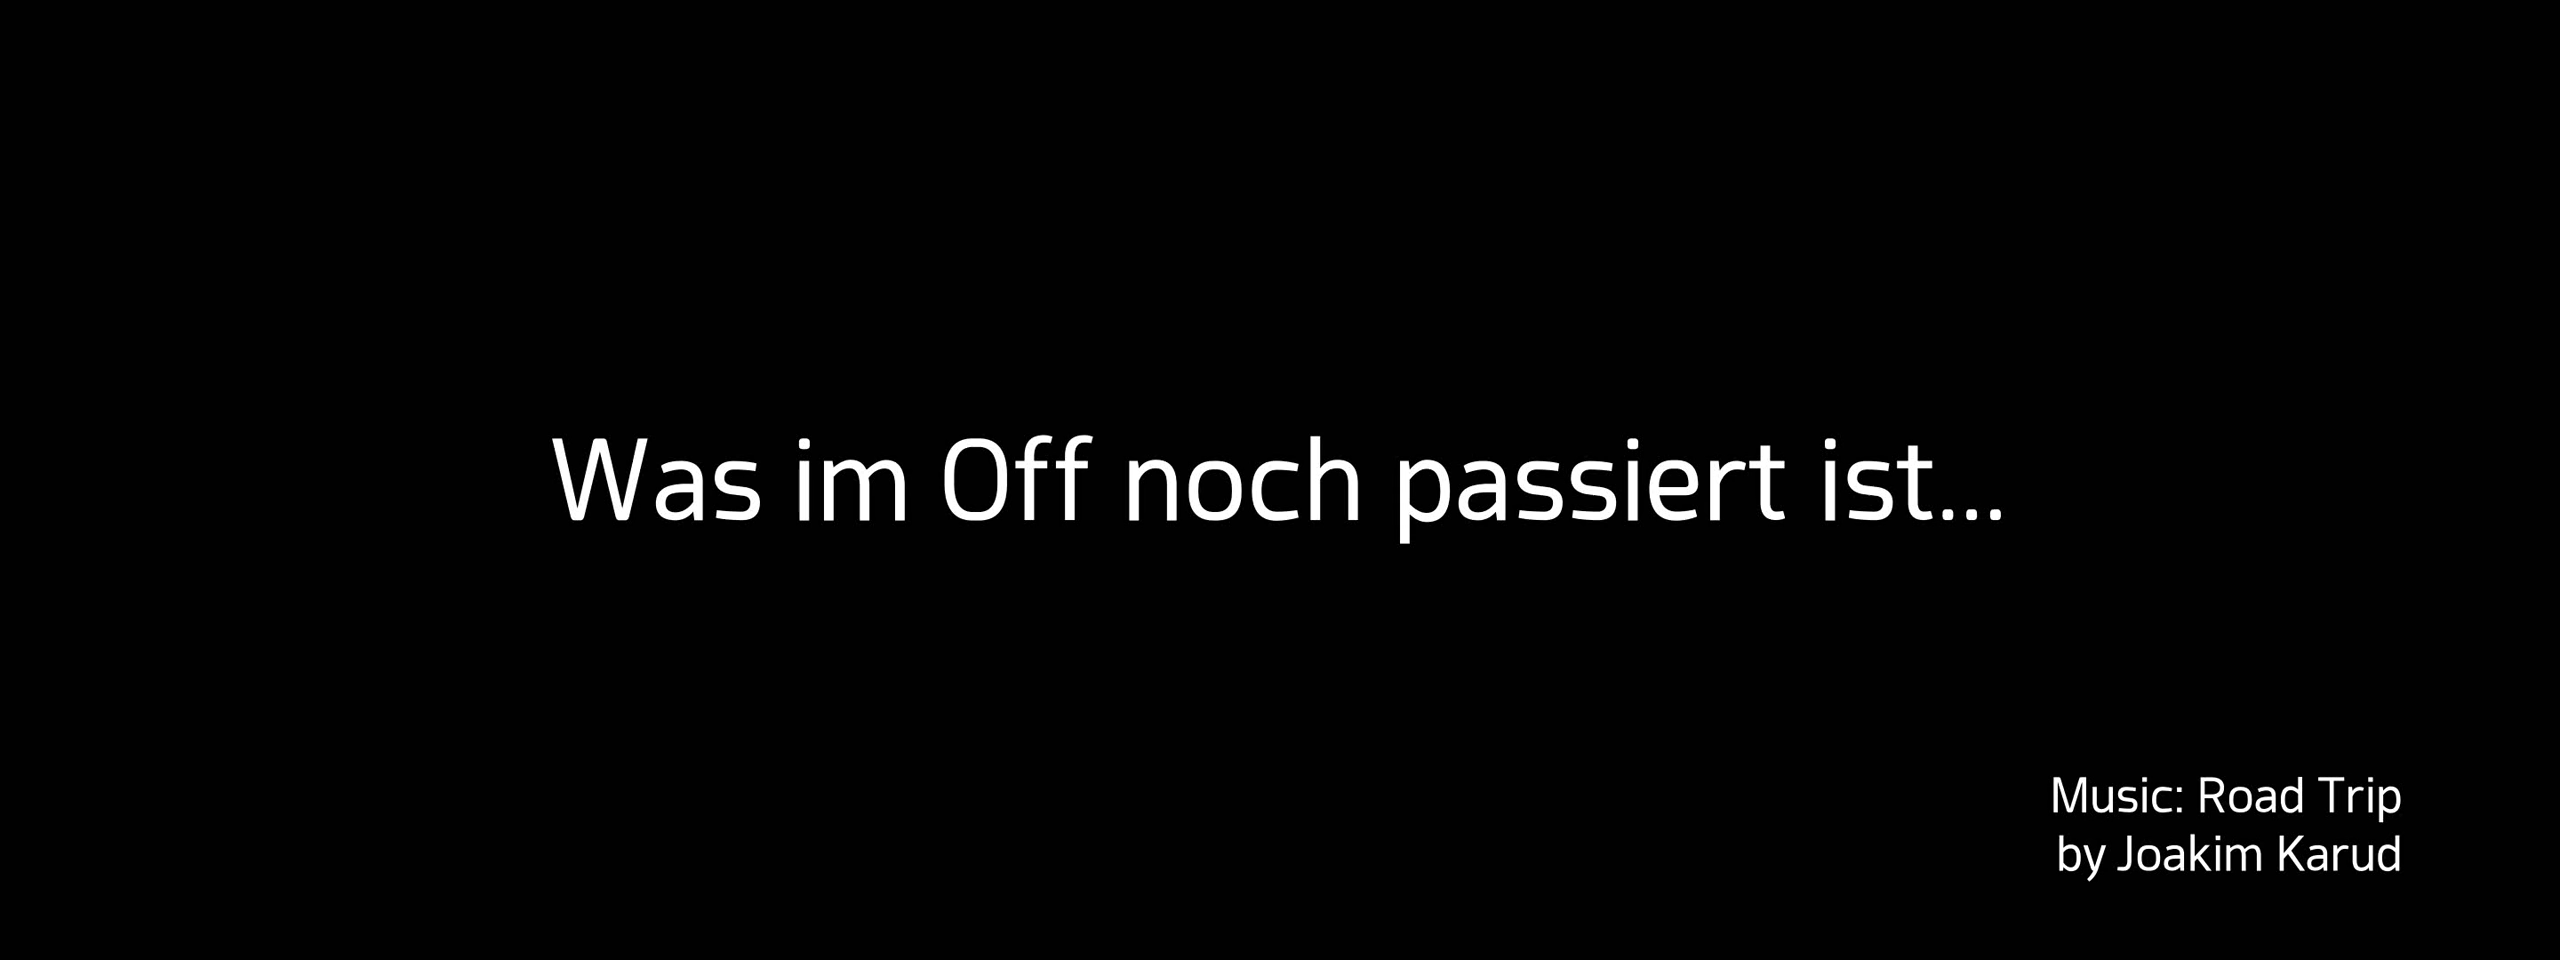 Was im Off noch passiert ist...
Music: Road Trip
by Joakim Karud